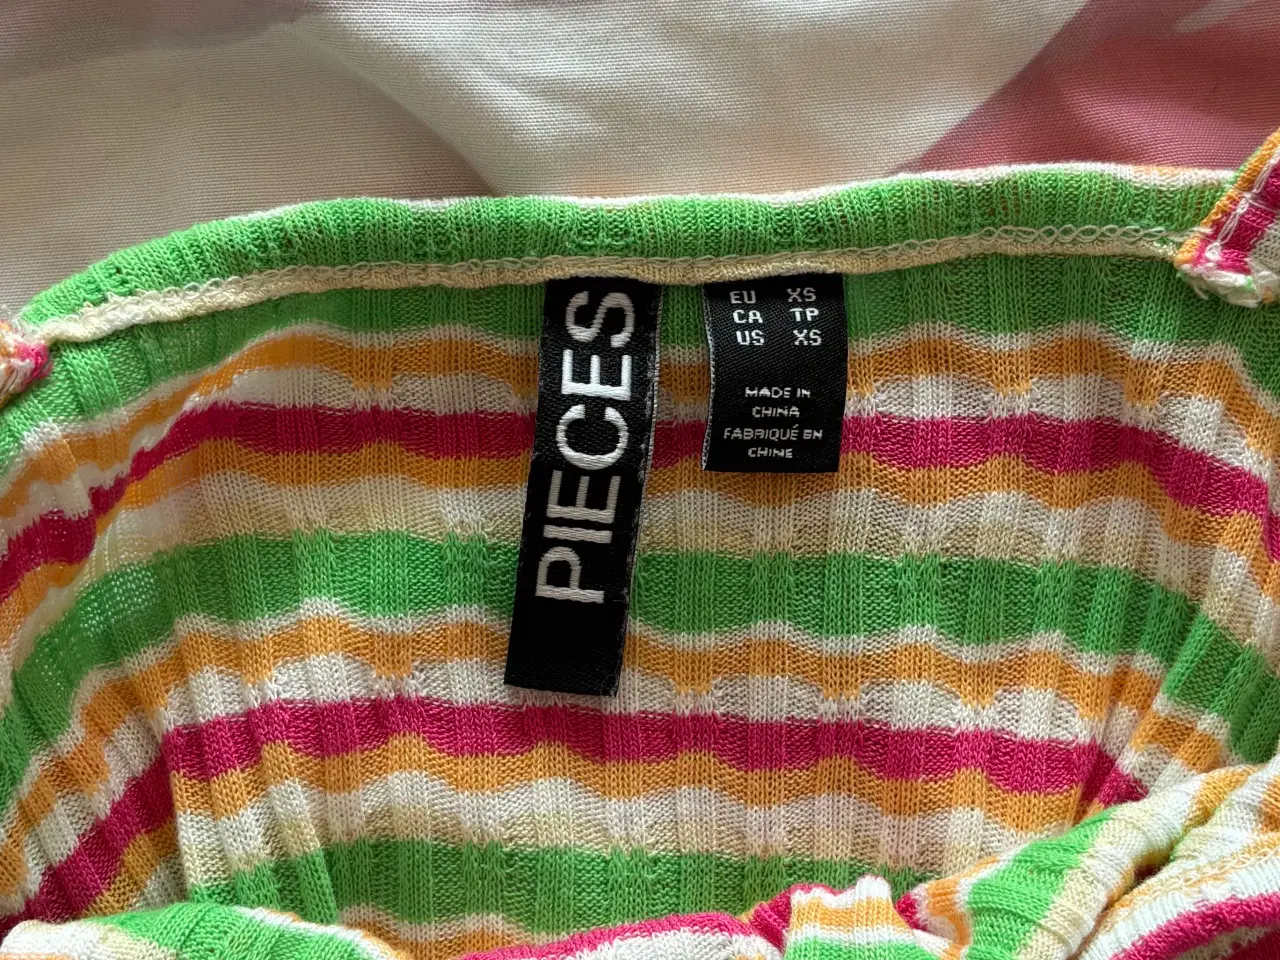 PIECES
EU XS
CA TP
US XS
MADE IN
CHINA
FABRIQUÉ EN
CHINE